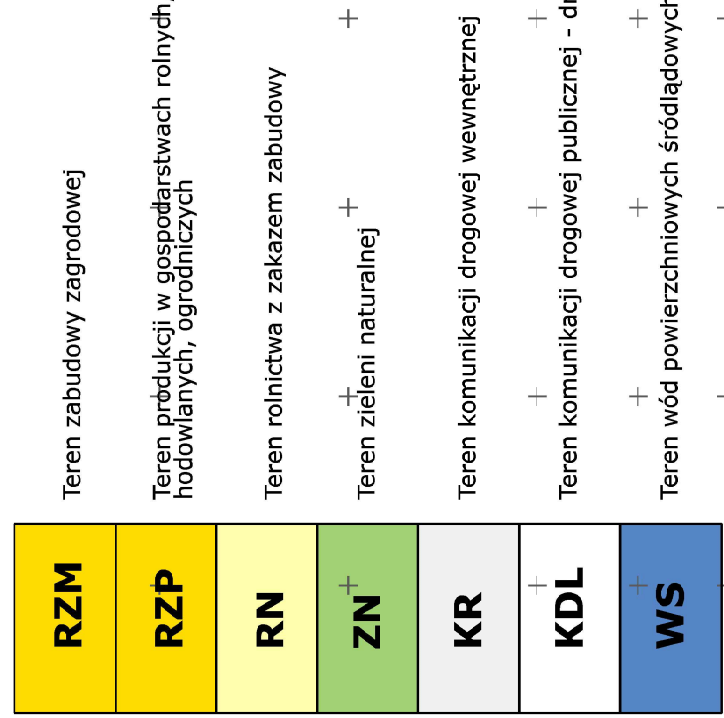 RZM
Teren zabudowy zagrodowej
RZP
Teren produkcji w gospodarstwach rolnych,
hodowlanych, ogrodniczych
RN
Teren rolnictwa z zakazem zabudowy
ZN
Teren zieleni naturalnej
KR
Teren komunikacji drogowej wewnętrznej
KDL
Teren komunikacji drogowej publicznej -
WS
Teren wód powierzchniowych śródlądowych